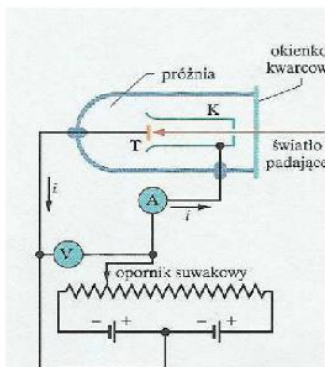 okienko
kwarcow
próżnia
K
T
światło
padające
i
A
i
V
opornik suwakowy
− + − +